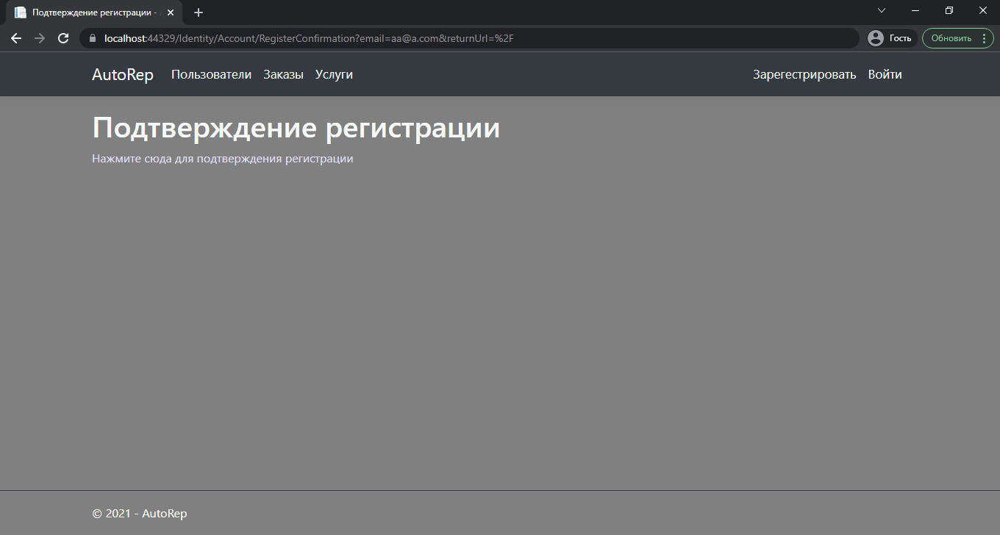 Подтверждение регистрации -
localhost:44329/Identity/Account/RegisterConfirmation?email=aa@a.com&returnUrl=%2F
Гость
Обновить
AutoRep Пользователи Заказы Услуги Зарегестрировать Войти
Подтверждение регистрации
Нажмите сюда для подтверждения регистрации
© 2021 - AutoRep